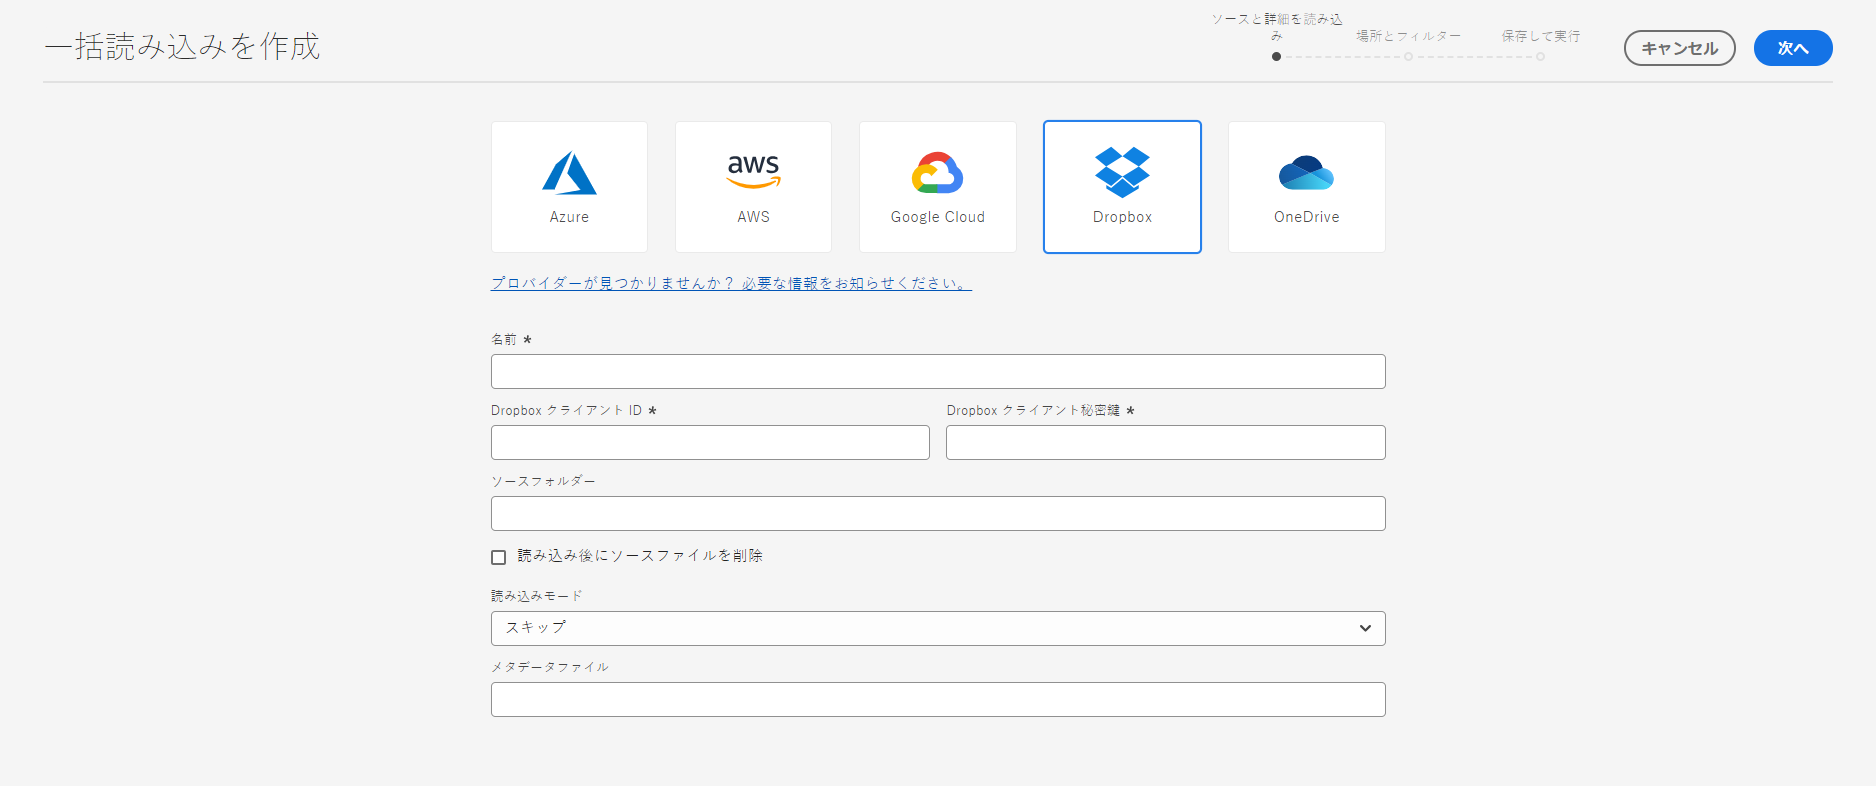 一括読み込みを作成
ソースと詳細を読み込
み
場所とフィルター
保存して実行
キャンセル
次へ
aws
Azure
AWS
Google Cloud
Dropbox
OneDrive
プロバイダーが見つかりませんか？ 必要な情報をお知らせください。
名前 *
Dropbox クライアント ID *
Dropbox クライアント秘密鍵 *
ソースフォルダー
読み込み後にソースファイルを削除
読み込みモード
スキップ
メタデータファイル